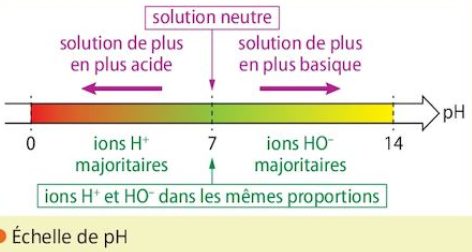 solution neutre
solution de plus
en plus acide
solution de plus
en plus basique
pH
0
7
14
ions H⁺
majoritaires
ions HO⁻
majoritaires
ions H⁺ et HO⁻ dans les mêmes proportions
Échelle de pH